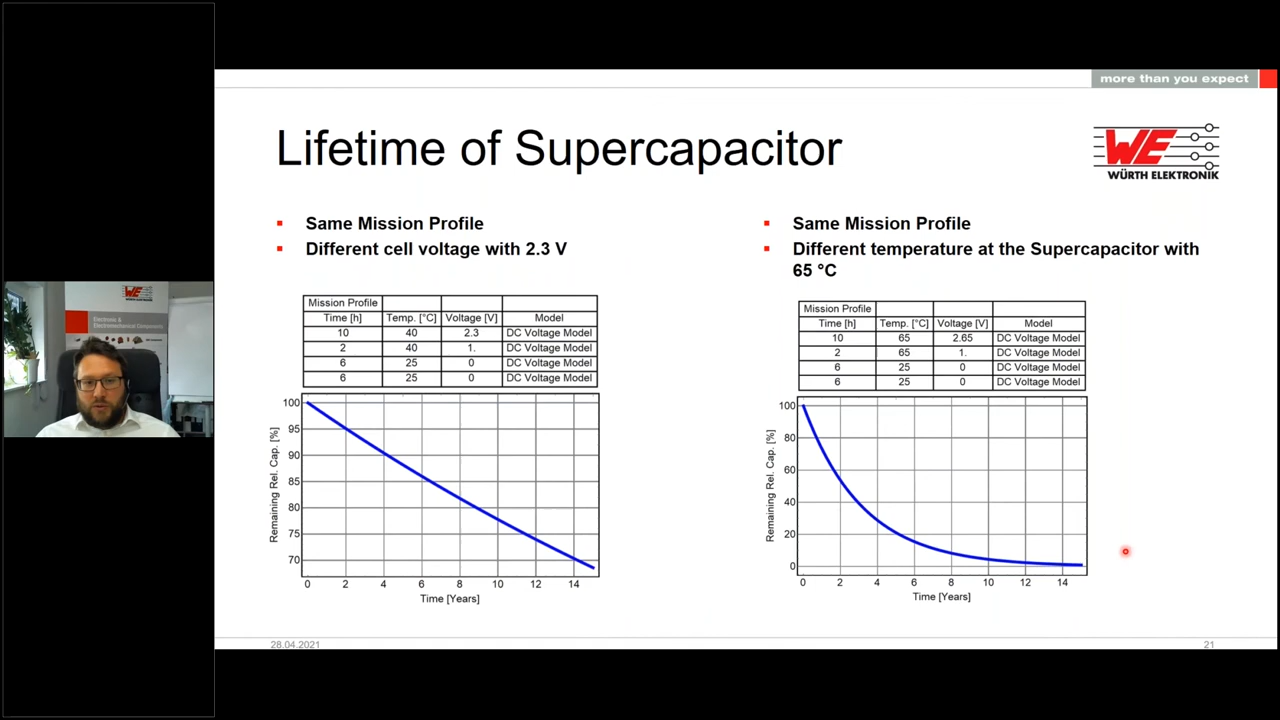 more than you expect
Lifetime of Supercapacitor
WE
WÜRTH ELEKTRONIK
Same Mission Profile
Different cell voltage with 2.3 V
Mission Profile
Time [h] Temp. [°C] Voltage [V] Model
10 40 2.3 DC Voltage Model
2 40 1. DC Voltage Model
6 25 0 DC Voltage Model
6 25 0 DC Voltage Model
100
95
90
85
80
75
70
Remaining Rel. Cap. [%]
0 2 4 6 8 10 12 14
Time [Years]
Same Mission Profile
Different temperature at the Supercapacitor with
65 °C
Mission Profile
Time [h] Temp. [°C] Voltage [V] Model
10 65 2.65 DC Voltage Model
2 65 1. DC Voltage Model
6 25 0 DC Voltage Model
6 25 0 DC Voltage Model
100
80
60
40
20
0
Remaining Rel. Cap. [%]
0 2 4 6 8 10 12 14
Time [Years]
WE
Electronic &
Electromechanical Components
28.04.2021
21